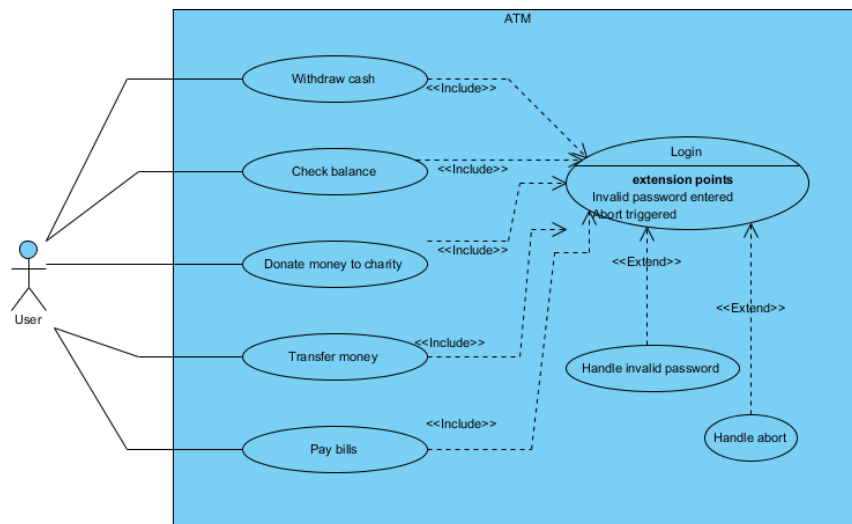 ATM
Withdraw cash
<<Include>>
Login
extension points
Invalid password entered
Abort triggered
Check balance
<<Include>>
Donate money to charity
<<Include>>
<<Extend>>
<<Extend>>
User
Transfer money
<<Include>>
Handle invalid password
Pay bills
<<Include>>
Handle abort